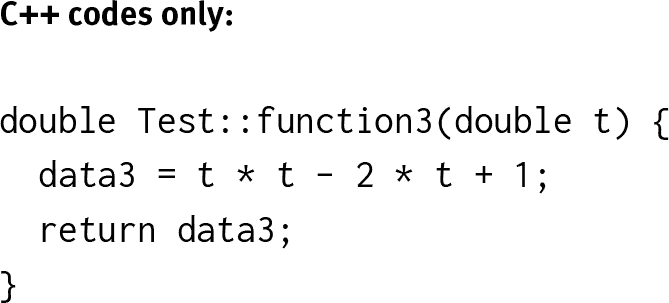 C++ codes only:
double Test::function3(double t) {
  data3 = t * t - 2 * t + 1;
  return data3;
}